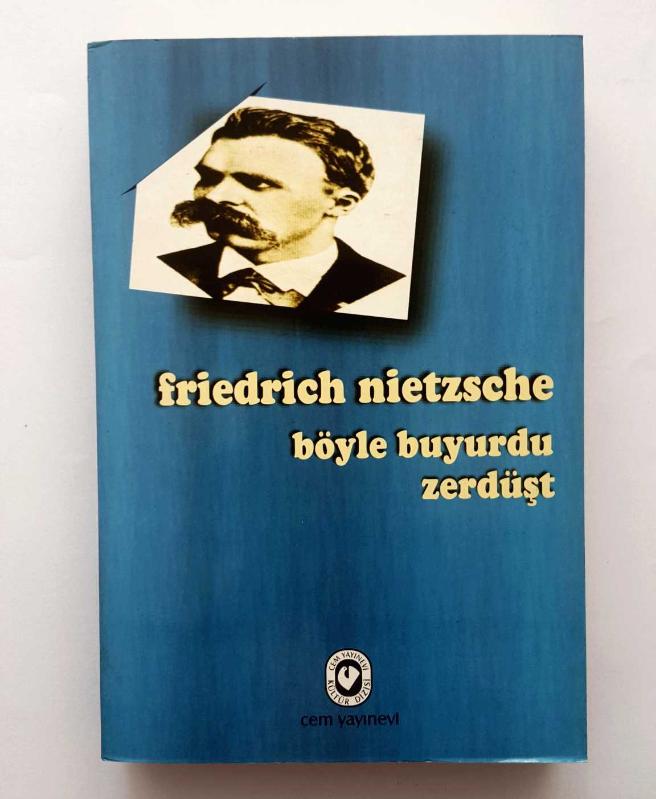 friedrich nietzsche
böyle buyurdu
zerdüşt
CEM YAYINEVİ
KÜLTÜR DİZİSİ
cem yayınevi